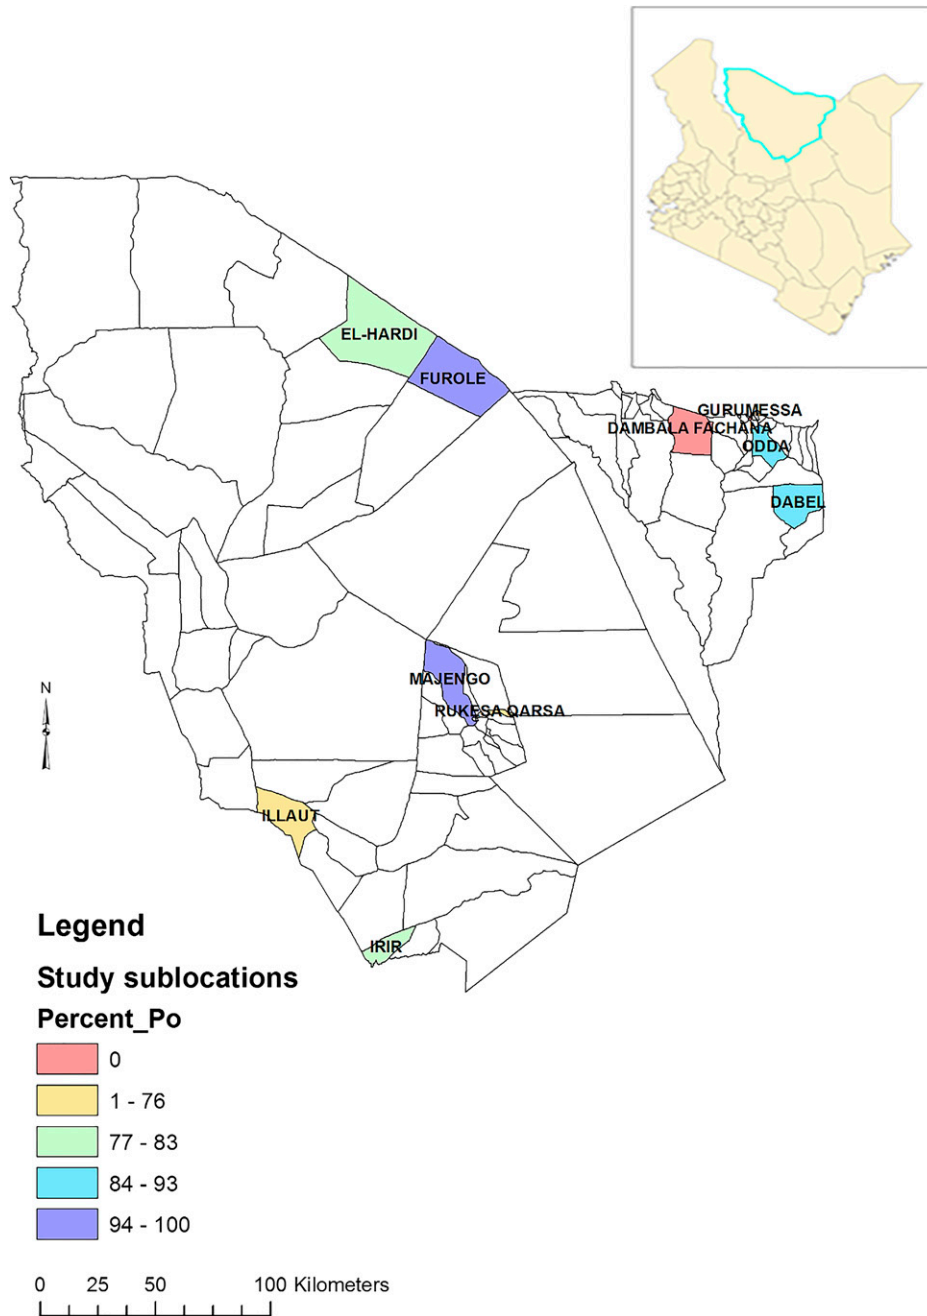 EL-HARDI
FUROLE
GURUMESSA
DAMBALA FACHANA
ODDA
DABEL
MAJENGO
RUKESA QARSA
N
ILLAUT
IRIR
Legend
Study sublocations
Percent_Po
0
1 - 76
77 - 83
84 - 93
94 - 100
0 25 50 100 Kilometers